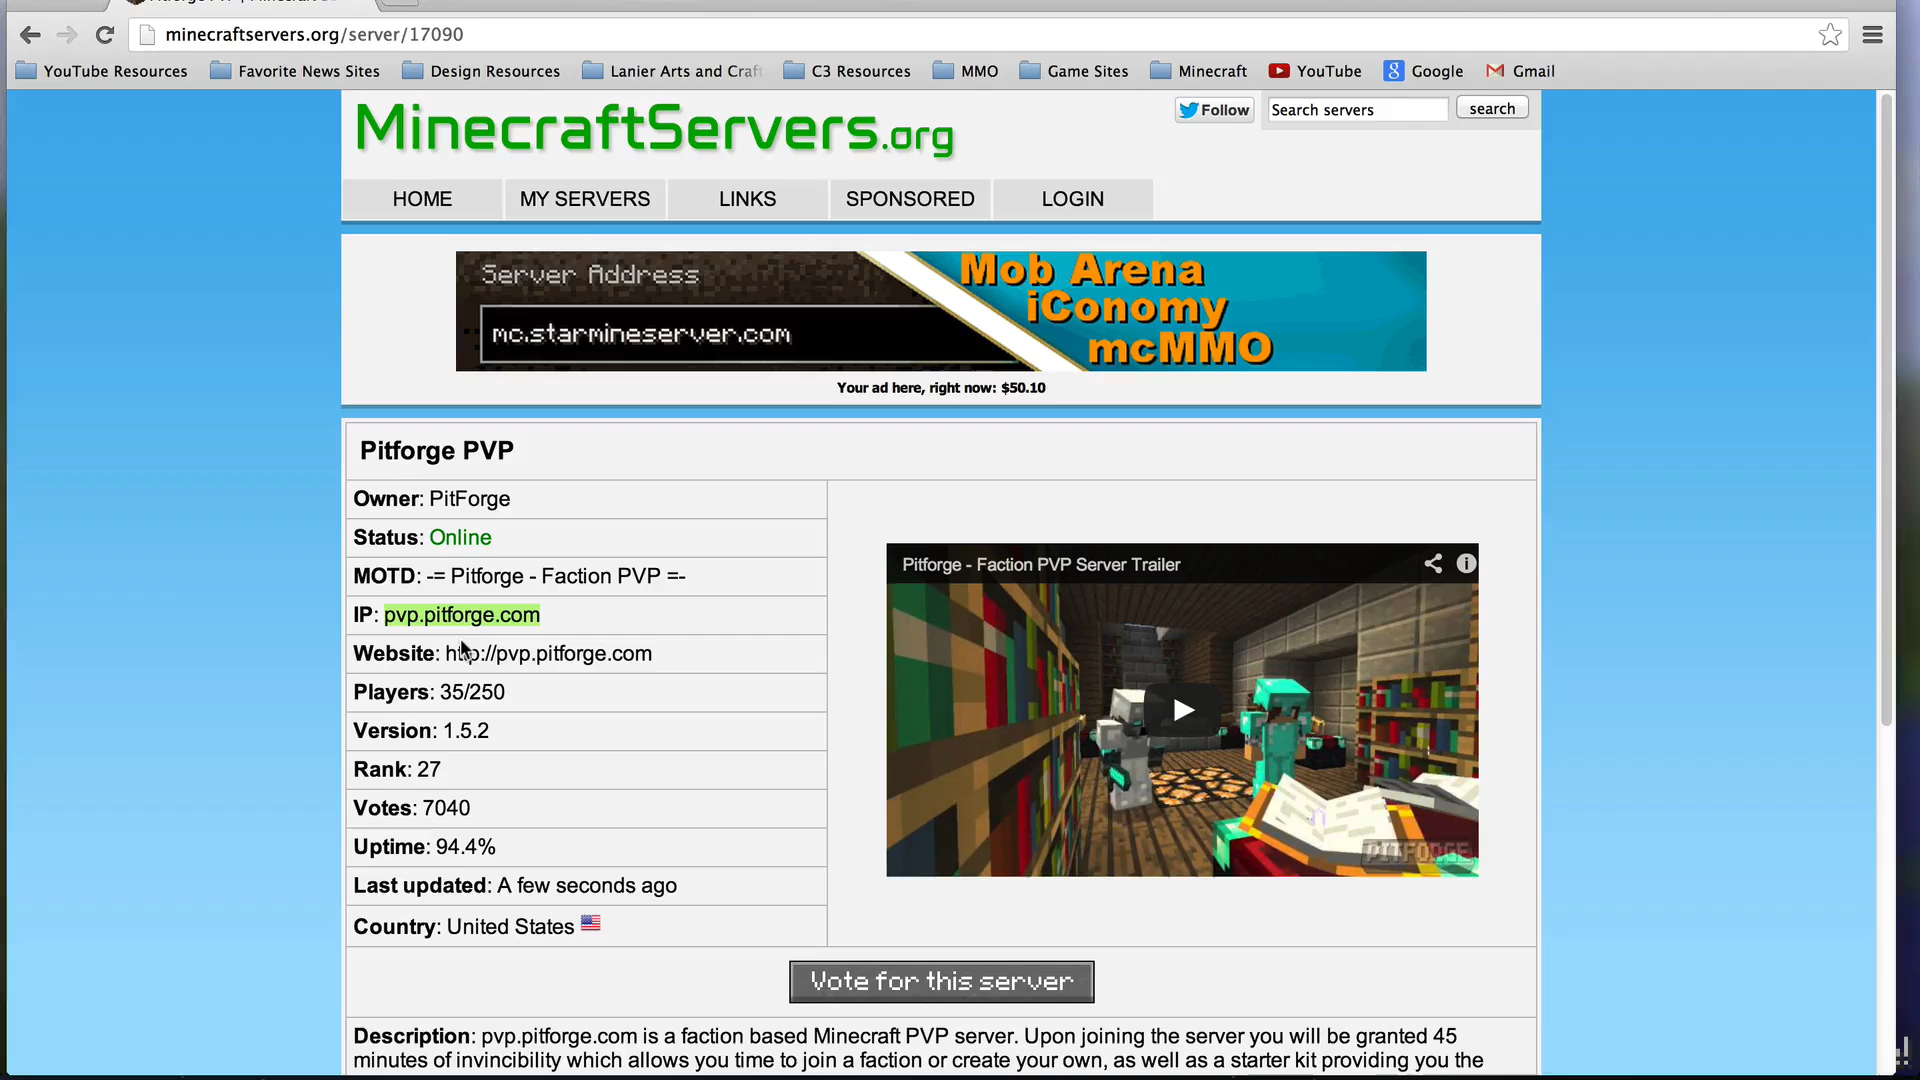 minecraftservers.org/server/17090
YouTube Resources Favorite News Sites Design Resources Lanier Arts and Craf C3 Resources MMO Game Sites Minecraft YouTube Google Gmail
MinecraftServers.org
Follow Search servers search
HOME MY SERVERS LINKS SPONSORED LOGIN
Server Address
mc.starmineserver.com
Mob Arena
iConomy
mcMMO
Your ad here, right now: $50.10
Pitforge PVP
Owner: PitForge
Status: Online
MOTD: -= Pitforge - Faction PVP =-
IP: pvp.pitforge.com
Website: http://pvp.pitforge.com
Players: 35/250
Version: 1.5.2
Rank: 27
Votes: 7040
Uptime: 94.4%
Last updated: A few seconds ago
Country: United States
Pitforge - Faction PVP Server Trailer
PITFORGE
Vote for this server
Description: pvp.pitforge.com is a faction based Minecraft PVP server. Upon joining the server you will be granted 45
minutes of invincibility which allows you time to join a faction or create your own, as well as a starter kit providing you the